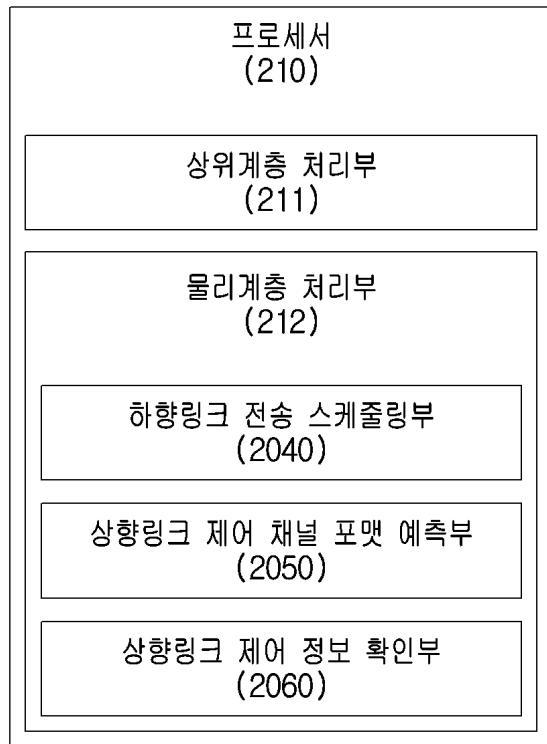 프로세서
(210)
상위계층 처리부
(211)
물리계층 처리부
(212)
하향링크 전송 스케줄링부
(2040)
상향링크 제어 채널 포맷 예측부
(2050)
상향링크 제어 정보 확인부
(2060)